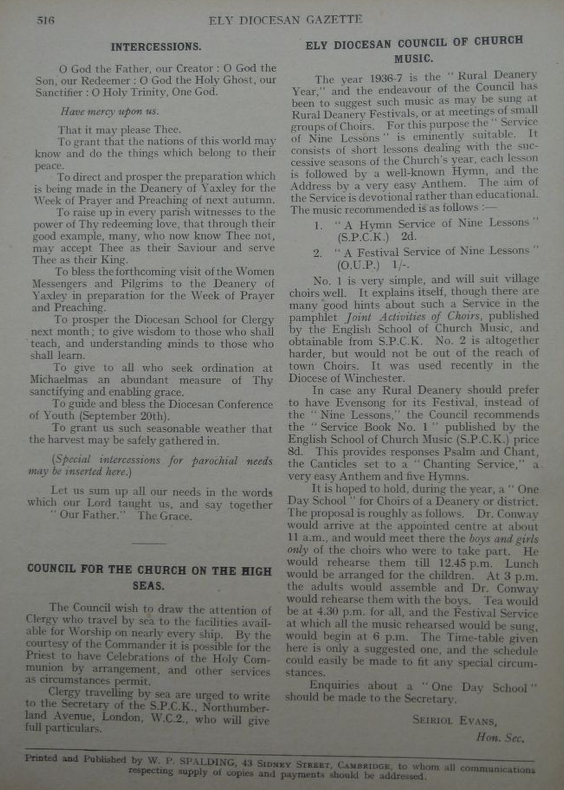 516
ELY DIOCESAN GAZETTE
INTERCESSIONS.
O God the Father, our Creator : O God the
Son, our Redeemer : O God the Holy Ghost, our
Sanctifier : O Holy Trinity, One God.
Have mercy upon us.
That it may please Thee.
To grant that the nations of this world may
know and do the things which belong to their
peace.
To direct and prosper the preparation which
is being made in the Deanery of Yaxley for the
Week of Prayer and Preaching of next autumn.
To raise up in every parish witnesses to the
power of Thy redeeming love, that through their
good example, many, who now know Thee not,
may accept Thee as their Saviour and serve
Thee as their King.
To bless the forthcoming visit of the Women
Messengers and Pilgrims to the Deanery of
Yaxley in preparation for the Week of Prayer
and Preaching.
To prosper the Diocesan School for Clergy
next month; to give wisdom to those who shall
teach, and understanding minds to those who
shall learn.
To give to all who seek ordination at
Michaelmas an abundant measure of Thy
sanctifying and enabling grace.
To guide and bless the Diocesan Conference
of Youth (September 20th).
To grant us such seasonable weather that
the harvest may be safely gathered in.
(Special intercessions for parochial needs
may be inserted here.)
Let us sum up all our needs in the words
which our Lord taught us, and say together
" Our Father." The Grace.
COUNCIL FOR THE CHURCH ON THE HIGH
SEAS.
The Council wish to draw the attention of
Clergy who travel by sea to the facilities avail-
able for Worship on nearly every ship. By the
courtesy of the Commander it is possible for the
Priest to have Celebrations of the Holy Com-
munion by arrangement, and other services
as circumstances permit.
Clergy travelling by sea are urged to write
to the Secretary of the S.P.C.K., Northumber-
land Avenue, London, W.C.2., who will give
full particulars.
ELY DIOCESAN COUNCIL OF CHURCH
MUSIC.
The year 1936-7 is the " Rural Deanery
Year," and the endeavour of the Council has
been to suggest such music as may be sung at
Rural Deanery Festivals, or at meetings of small
groups of Choirs. For this purpose the " Service
of Nine Lessons " is eminently suitable. It
consists of short lessons dealing with the suc-
cessive seasons of the Church's year, each lesson
is followed by a well-known Hymn, and the
Address by a very easy Anthem. The aim of
the Service is devotional rather than educational.
The music recommended is as follows :—
1. " A Hymn Service of Nine Lessons "
(S.P.C.K.) 2d.
2. " A Festival Service of Nine Lessons "
(O.U.P.) 1/-.
No. 1 is very simple, and will suit village
choirs well. It explains itself, though there are
many good hints about such a Service in the
pamphlet Joint Activities of Choirs, published
by the English School of Church Music, and
obtainable from S.P.C.K. No. 2 is altogether
harder, but would not be out of the reach of
town Choirs. It was used recently in the
Diocese of Winchester.
In case any Rural Deanery should prefer
to have Evensong for its Festival, instead of
the " Nine Lessons," the Council recommends
the " Service Book No. 1 " published by the
English School of Church Music (S.P.C.K.) price
8d. This provides responses Psalm and Chant,
the Canticles set to a " Chanting Service," a
very easy Anthem and five Hymns.
It is hoped to hold, during the year, a " One
Day School " for Choirs of a Deanery or district.
The proposal is roughly as follows. Dr. Conway
would arrive at the appointed centre at about
11 a.m., and would meet there the boys and girls
only of the choirs who were to take part. He
would rehearse them till 12.45 p.m. Lunch
would be arranged for the children. At 3 p.m.
the adults would assemble and Dr. Conway
would rehearse them with the boys. Tea would
be at 4.30 p.m. for all, and the Festival Service
at which all the music rehearsed would be sung,
would begin at 6 p.m. The Time-table given
here is only a suggested one, and the schedule
could easily be made to fit any special circum-
stances.
Enquiries about a " One Day School "
should be made to the Secretary.
SEIRIOL EVANS,
Hon. Sec.
Printed and Published by W. P. SPALDING, 43 SIDNEY STREET, CAMBRIDGE, to whom all communications
respecting supply of copies and payments should be addressed.